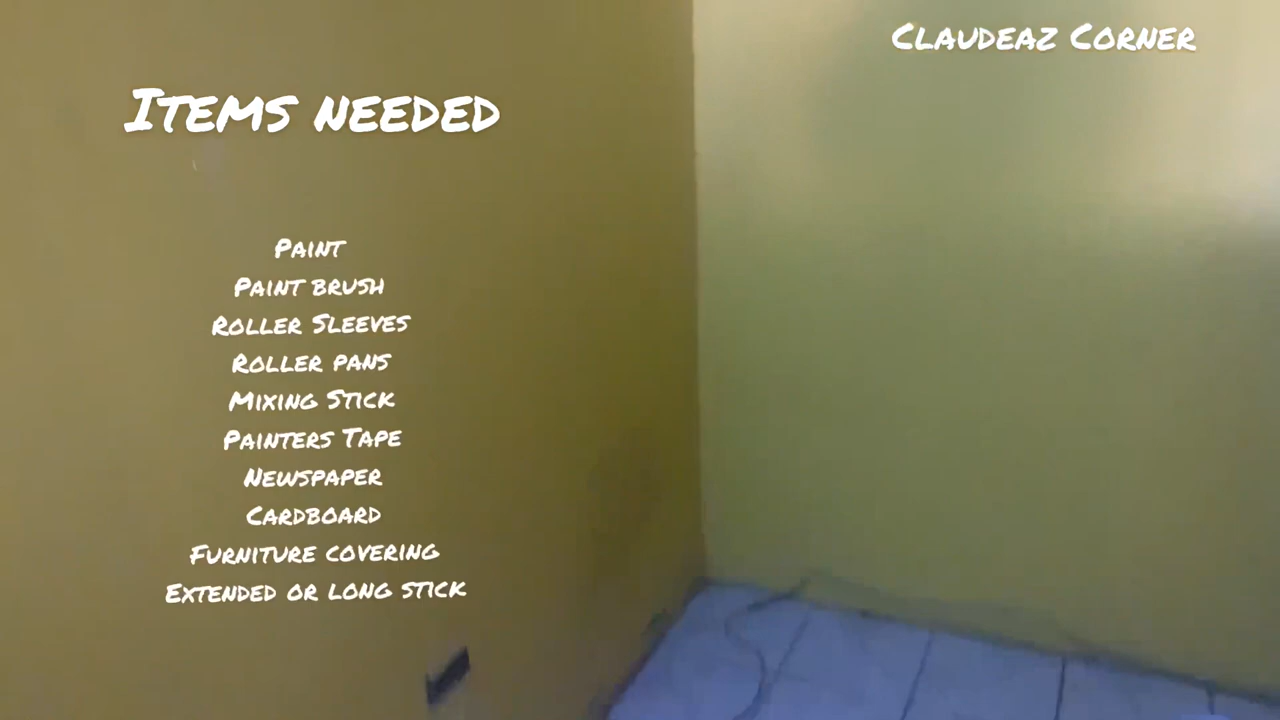 Claudeaz Corner
Items needed
Paint
Paint brush
Roller Sleeves
Roller pans
Mixing Stick
Painters Tape
Newspaper
Cardboard
Furniture covering
Extended or long stick